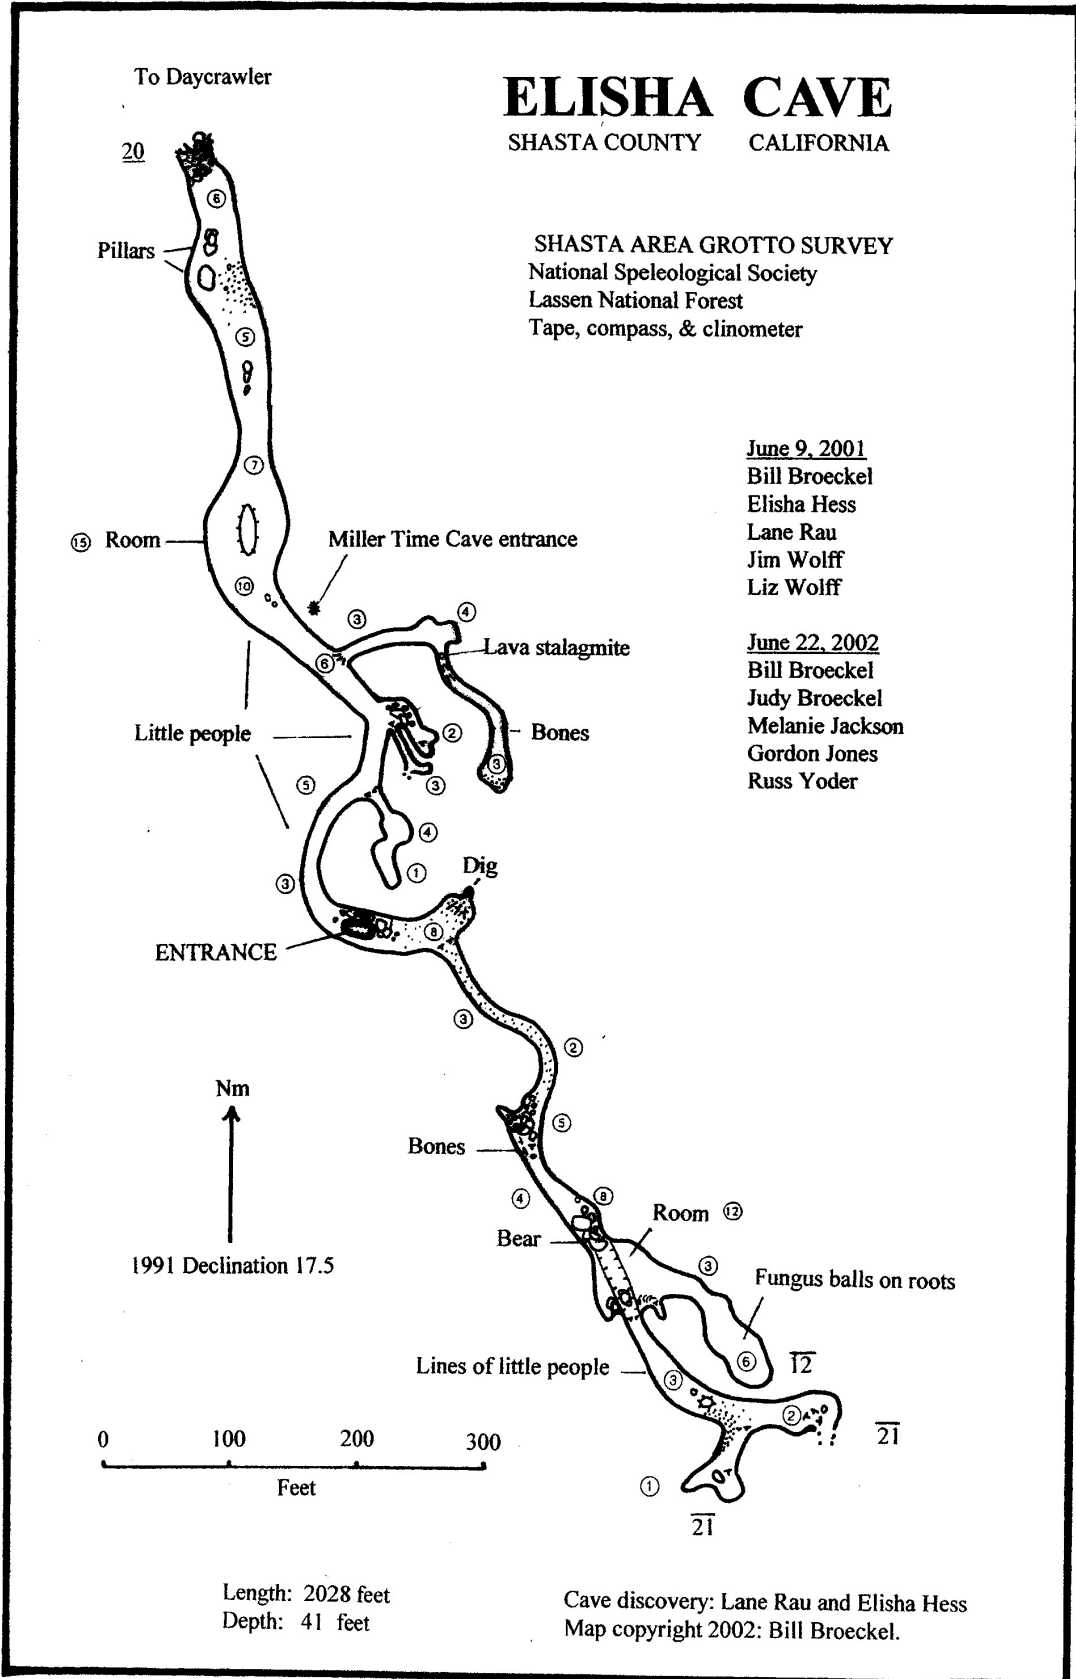 To Daycrawler
ELISHA CAVE
SHASTA COUNTY CALIFORNIA
20
6
Pillars
SHASTA AREA GROTTO SURVEY
National Speleological Society
Lassen National Forest
Tape, compass, & clinometer
5
June 9, 2001
Bill Broeckel
Elisha Hess
Lane Rau
Jim Wolff
Liz Wolff
7
15 Room
Miller Time Cave entrance
10
3
4
6
Lava stalagmite
June 22, 2002
Bill Broeckel
Judy Broeckel
Melanie Jackson
Gordon Jones
Russ Yoder
Little people
2
Bones
3
5
3
4
1
Dig
3
8
ENTRANCE
3
2
Nm
5
Bones
4
8
Room 12
Bear
1991 Declination 17.5
3
Fungus balls on roots
6
12
Lines of little people
3
2
21
0 100 200 300
Feet
1
21
Length: 2028 feet
Depth: 41 feet
Cave discovery: Lane Rau and Elisha Hess
Map copyright 2002: Bill Broeckel.